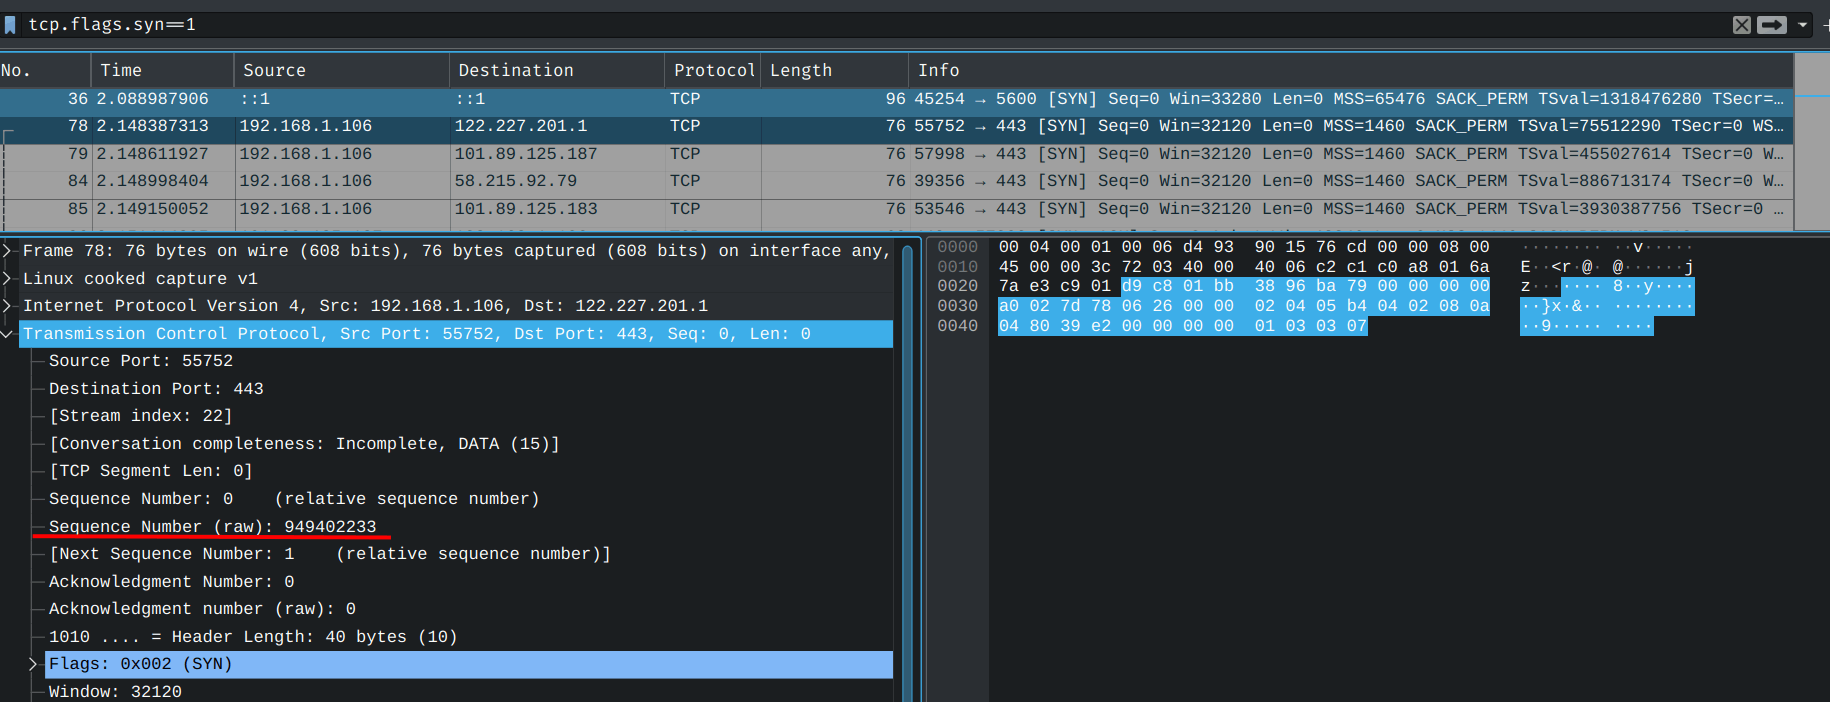 tcp.flags.syn==1
No. Time Source Destination Protocol Length Info
36 2.088987906 ::1 ::1 TCP 96 45254 → 5600 [SYN] Seq=0 Win=33280 Len=0 MSS=65476 SACK_PERM TSval=1318476280 TSecr=…
78 2.148387313 192.168.1.106 122.227.201.1 TCP 76 55752 → 443 [SYN] Seq=0 Win=32120 Len=0 MSS=1460 SACK_PERM TSval=75512290 TSecr=0 WS…
79 2.148611927 192.168.1.106 101.89.125.187 TCP 76 57998 → 443 [SYN] Seq=0 Win=32120 Len=0 MSS=1460 SACK_PERM TSval=455027614 TSecr=0 W…
84 2.148998404 192.168.1.106 58.215.92.79 TCP 76 39356 → 443 [SYN] Seq=0 Win=32120 Len=0 MSS=1460 SACK_PERM TSval=886713174 TSecr=0 W…
85 2.149150052 192.168.1.106 101.89.125.183 TCP 76 53546 → 443 [SYN] Seq=0 Win=32120 Len=0 MSS=1460 SACK_PERM TSval=3930387756 TSecr=0 …
Frame 78: 76 bytes on wire (608 bits), 76 bytes captured (608 bits) on interface any,
Linux cooked capture v1
Internet Protocol Version 4, Src: 192.168.1.106, Dst: 122.227.201.1
Transmission Control Protocol, Src Port: 55752, Dst Port: 443, Seq: 0, Len: 0
Source Port: 55752
Destination Port: 443
[Stream index: 22]
[Conversation completeness: Incomplete, DATA (15)]
[TCP Segment Len: 0]
Sequence Number: 0    (relative sequence number)
Sequence Number (raw): 949402233
[Next Sequence Number: 1    (relative sequence number)]
Acknowledgment Number: 0
Acknowledgment number (raw): 0
1010 .... = Header Length: 40 bytes (10)
Flags: 0x002 (SYN)
Window: 32120
0000 00 04 00 01 00 06 d4 93 90 15 76 cd 00 00 08 00 ········ ··v·····
0010 45 00 00 3c 72 03 40 00 40 06 c2 c1 c0 a8 01 6a E··<r·@· @······j
0020 7a e3 c9 01 d9 c8 01 bb 38 96 ba 79 00 00 00 00 z······· 8··y····
0030 a0 02 7d 78 06 26 00 00 02 04 05 b4 04 02 08 0a ··}x·&·· ········
0040 04 80 39 e2 00 00 00 00 01 03 03 07 ··9····· ····